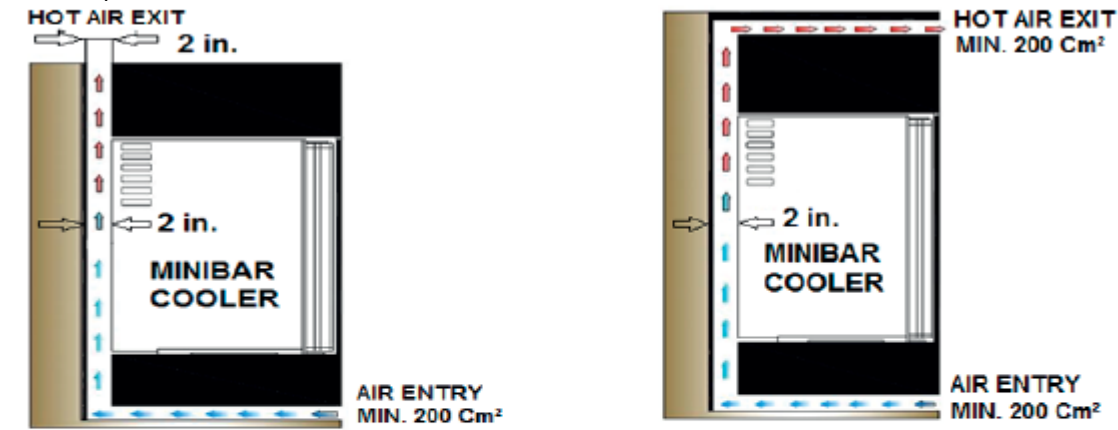 HOT AIR EXIT
2 in.
2 in.
MINIBAR
COOLER
AIR ENTRY
MIN. 200 Cm²
HOT AIR EXIT
MIN. 200 Cm²
2 in.
MINIBAR
COOLER
AIR ENTRY
MIN. 200 Cm²